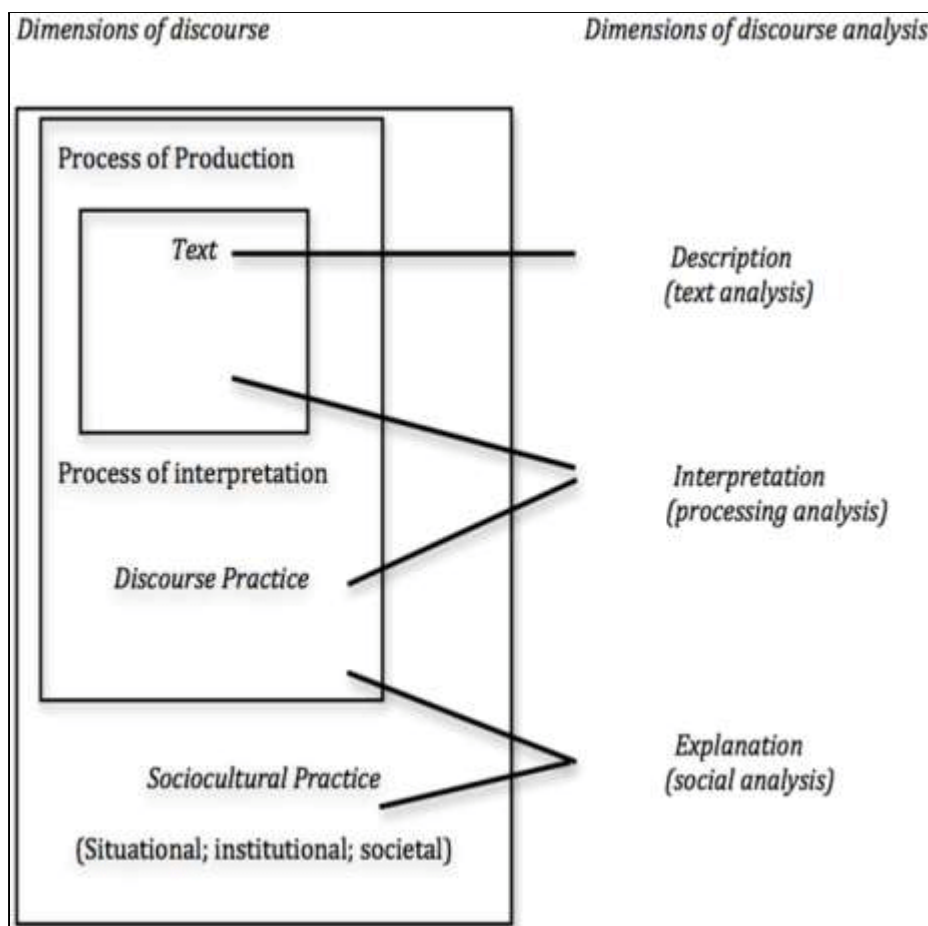 Dimensions of discourse
Dimensions of discourse analysis
Process of Production
Text
Description
(text analysis)
Process of interpretation
Interpretation
(processing analysis)
Discourse Practice
Sociocultural Practice
Explanation
(social analysis)
(Situational; institutional; societal)